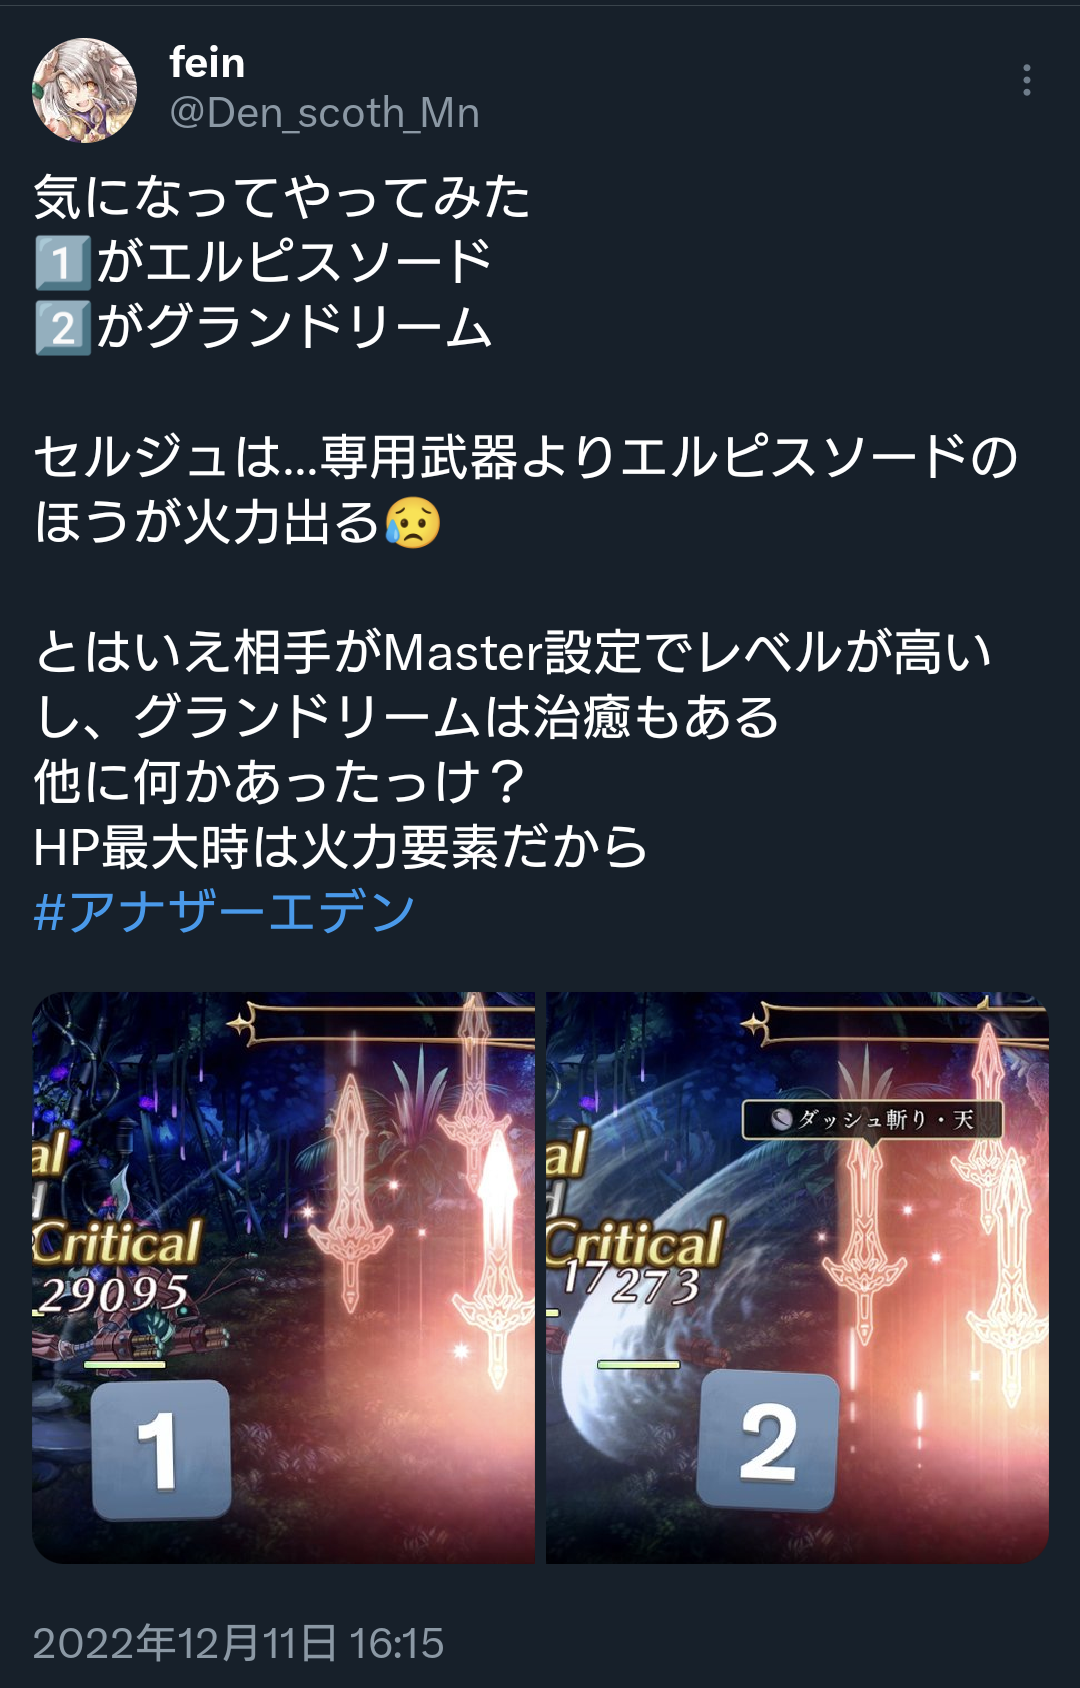 fein
@Den_scoth_Mn
気になってやってみた
1️⃣がエルピスソード
2️⃣がグランドリーム
セルジュは...専用武器よりエルピスソードの
ほうが火力出る😥
とはいえ相手がMaster設定でレベルが高い
し、グランドリームは治癒もある
他に何かあったっけ？
HP最大時は火力要素だから
#アナザーエデン
al
d
Critical
29095
1
ダッシュ斬り・天
al
d
Critical
17273
2
2022年12月11日 16:15